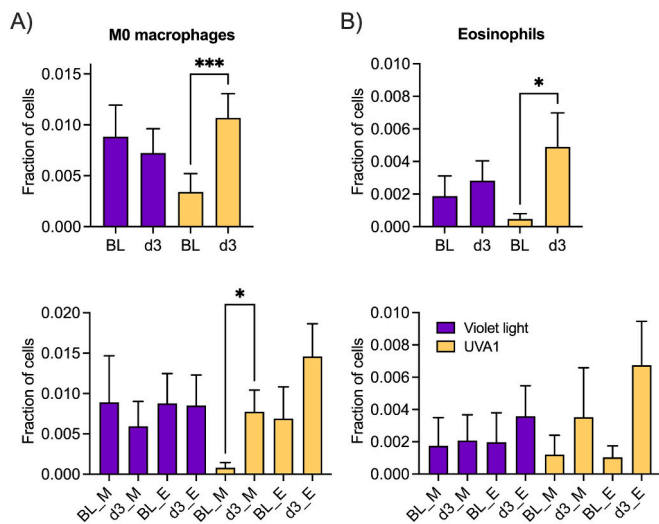 A)
M0 macrophages
Fraction of cells
0.015
0.010
0.005
0.000
***
BL d3 BL d3
B)
Eosinophils
Fraction of cells
0.010
0.008
0.006
0.004
0.002
0.000
*
BL d3 BL d3
Fraction of cells
0.020
0.015
0.010
0.005
0.000
*
BL_M d3_M BL_E d3_E BL_M d3_M BL_E d3_E
Fraction of cells
0.010
0.008
0.006
0.004
0.002
0.000
Violet light
UVA1
BL_M d3_M BL_E d3_E BL_M d3_M BL_E d3_E